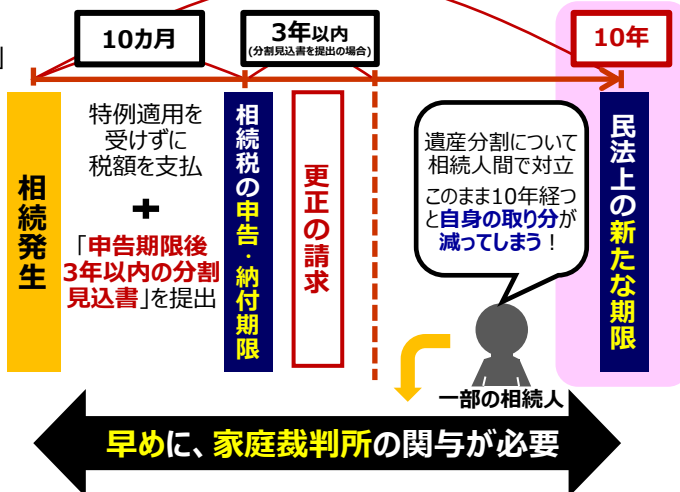 」
10カ月
3年以内
(分割見込書を提出の場合)
10年
相続発生
特例適用を
受けずに
税額を支払
+
「申告期限後
3年以内の分割
見込書」を提出
相続税の申告・納付期限
更正の請求
遺産分割について
相続人間で対立
このまま10年経つ
と自身の取り分が
減ってしまう！
一部の相続人
民法上の新たな期限
早めに、家庭裁判所の関与が必要